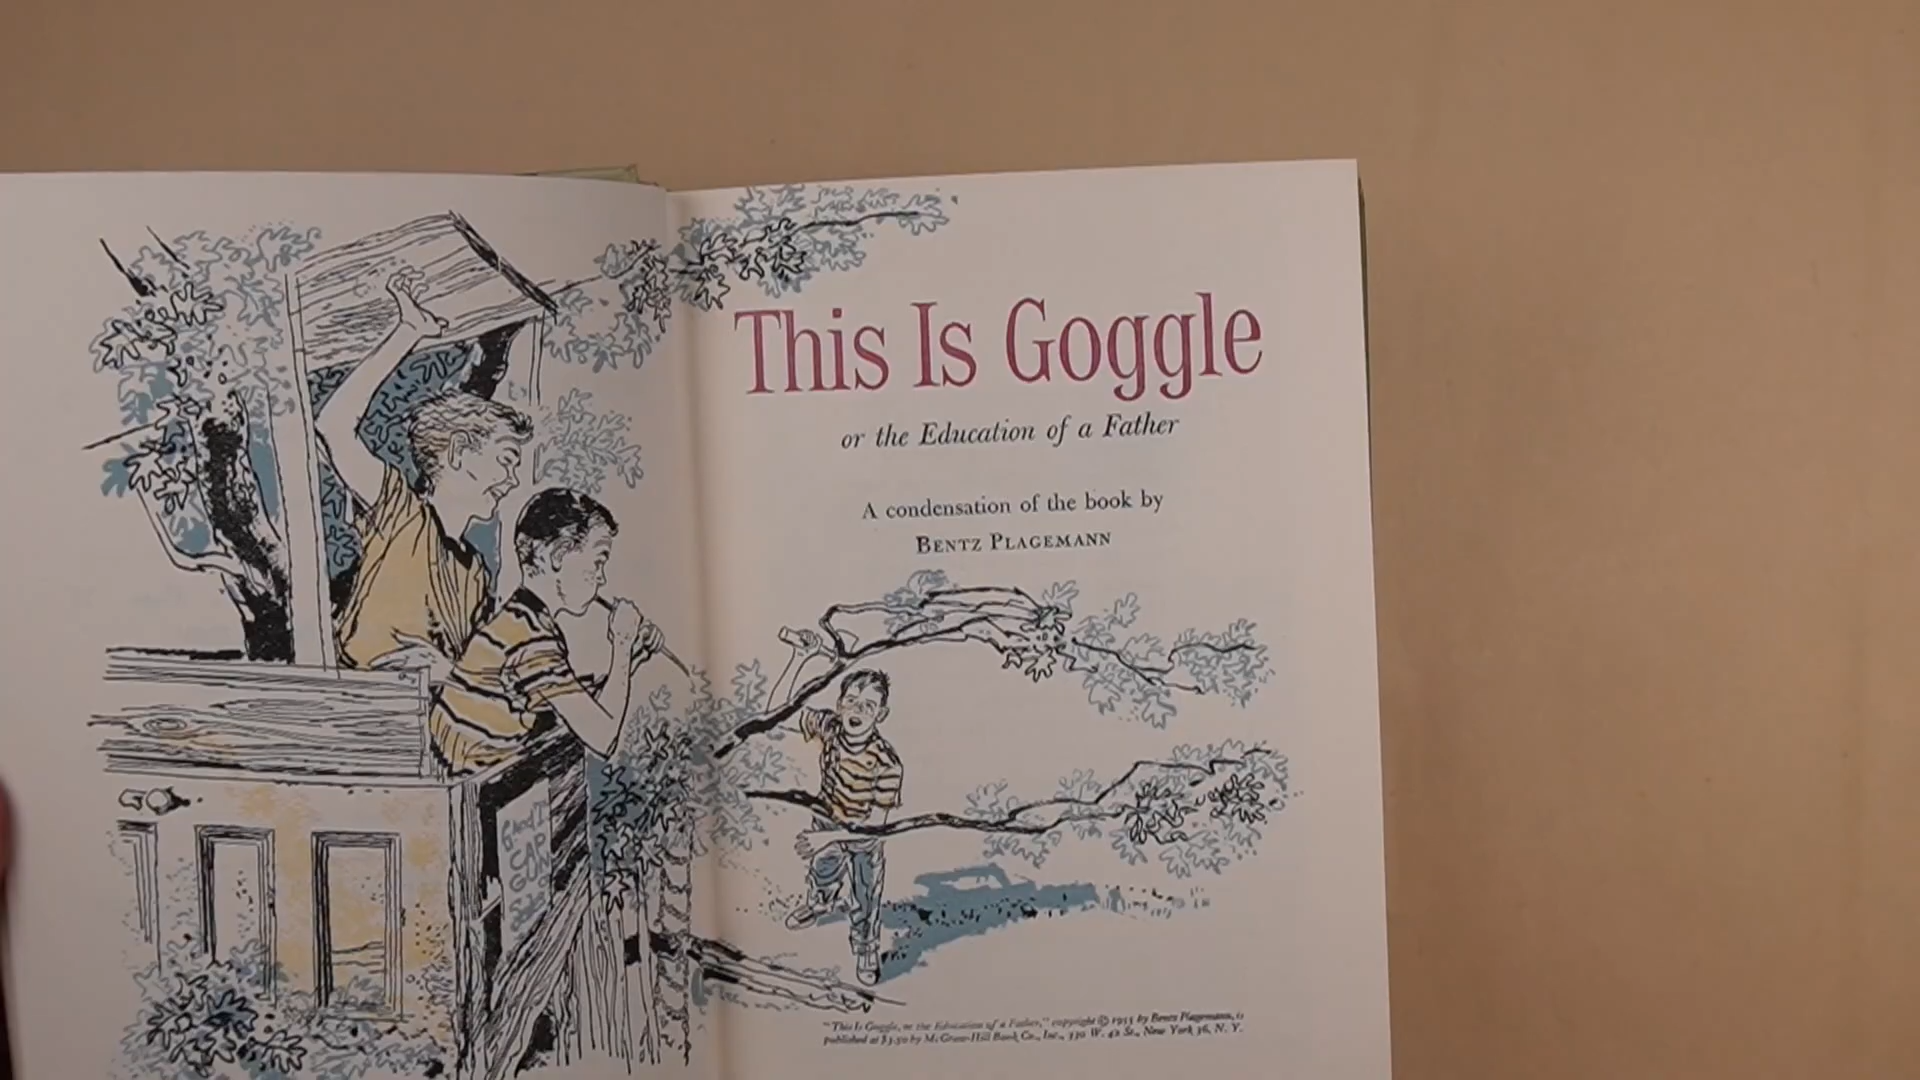 This Is Goggle
or the Education of a Father
A condensation of the book by
BENTZ PLAGEMANN
"This Is Goggle, or the Education of a Father," copyright © 1955 by Bentz Plagemann, is
published at $3.50 by McGraw-Hill Book Co., Inc., 330 W. 42 St., New York 36, N. Y.